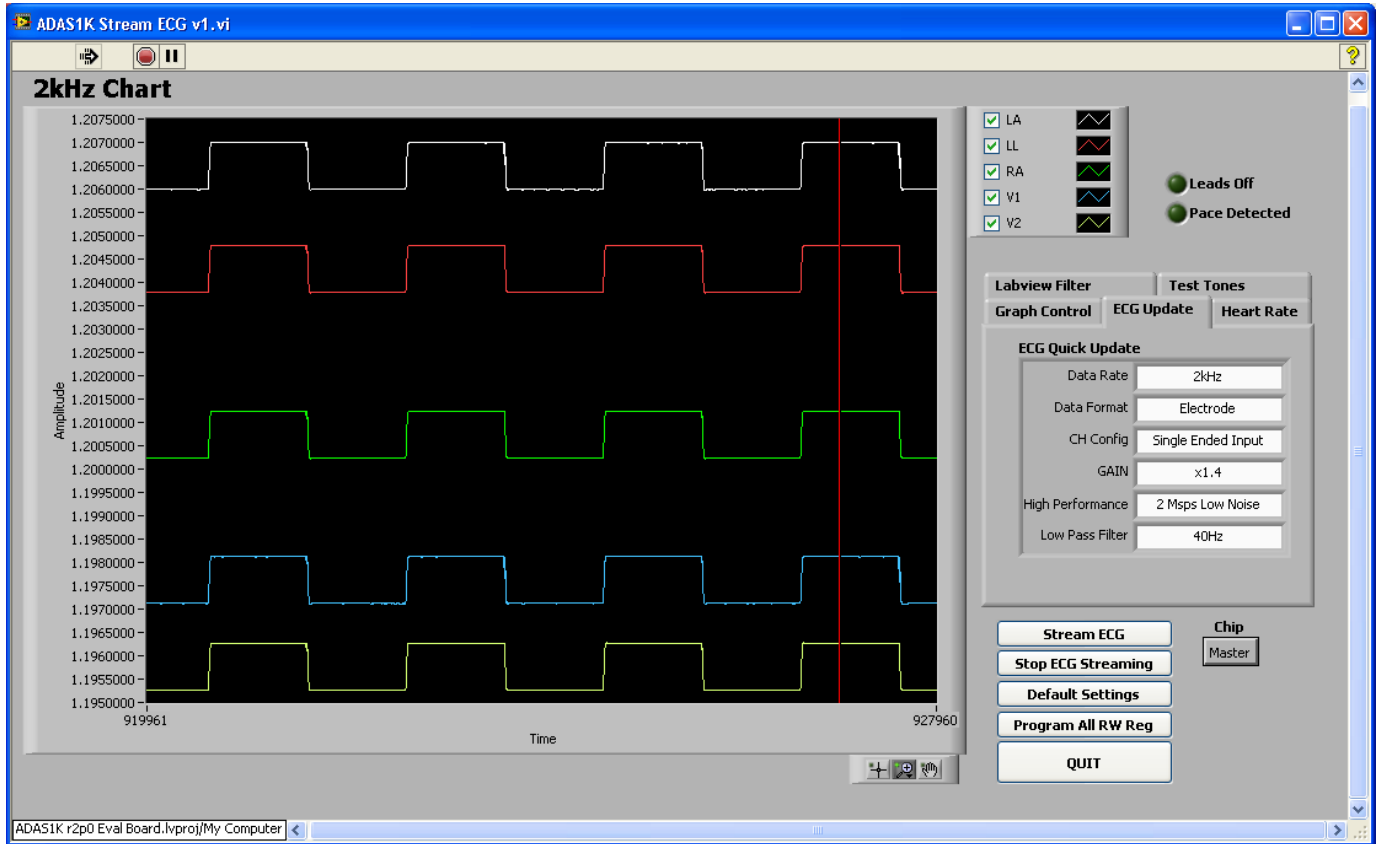 ADAS1K Stream ECG v1.vi
2kHz Chart
1.2075000
1.2070000
1.2065000
1.2060000
1.2055000
1.2050000
1.2045000
1.2040000
1.2035000
1.2030000
1.2025000
1.2020000
1.2015000
1.2010000
1.2005000
1.2000000
1.1995000
1.1990000
1.1985000
1.1980000
1.1975000
1.1970000
1.1965000
1.1960000
1.1955000
1.1950000
Amplitude
919961
927960
Time
LA
LL
RA
V1
V2
Leads Off
Pace Detected
Labview Filter
Test Tones
Graph Control
ECG Update
Heart Rate
ECG Quick Update
Data Rate 2kHz
Data Format Electrode
CH Config Single Ended Input
GAIN x1.4
High Performance 2 Msps Low Noise
Low Pass Filter 40Hz
Stream ECG
Stop ECG Streaming
Default Settings
Program All RW Reg
QUIT
Chip
Master
ADAS1K r2p0 Eval Board.lvproj/My Computer